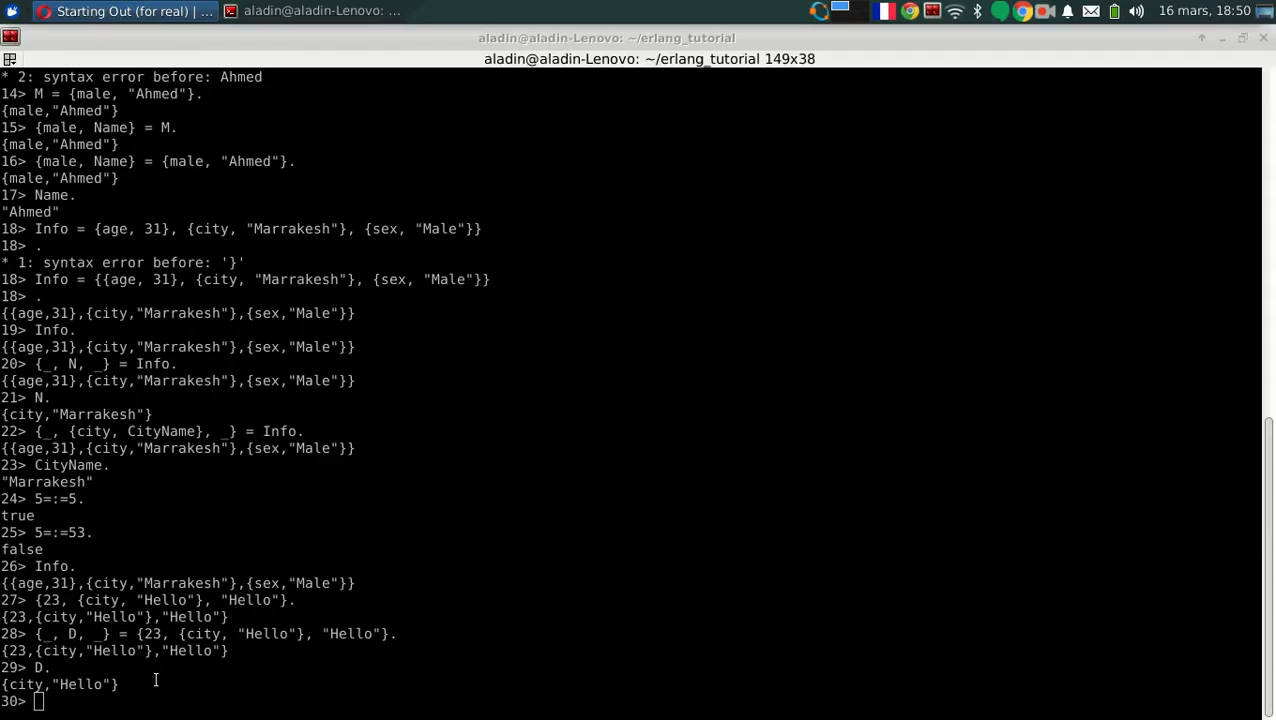 Starting Out (for real) | ...
aladin@aladin-Lenovo: ...
16 mars, 18:50
aladin@aladin-Lenovo: ~/erlang_tutorial
aladin@aladin-Lenovo: ~/erlang_tutorial 149x38
* 2: syntax error before: Ahmed
14> M = {male, "Ahmed"}.
{male,"Ahmed"}
15> {male, Name} = M.
{male,"Ahmed"}
16> {male, Name} = {male, "Ahmed"}.
{male,"Ahmed"}
17> Name.
"Ahmed"
18> Info = {age, 31}, {city, "Marrakesh"}, {sex, "Male"}}
18> .
* 1: syntax error before: '}'
18> Info = {{age, 31}, {city, "Marrakesh"}, {sex, "Male"}}
18> .
{{age,31},{city,"Marrakesh"},{sex,"Male"}}
19> Info.
{{age,31},{city,"Marrakesh"},{sex,"Male"}}
20> {_, N, _} = Info.
{{age,31},{city,"Marrakesh"},{sex,"Male"}}
21> N.
{city,"Marrakesh"}
22> {_, {city, CityName}, _} = Info.
{{age,31},{city,"Marrakesh"},{sex,"Male"}}
23> CityName.
"Marrakesh"
24> 5=:=5.
true
25> 5=:=53.
false
26> Info.
{{age,31},{city,"Marrakesh"},{sex,"Male"}}
27> {23, {city, "Hello"}, "Hello"}.
{23,{city,"Hello"},"Hello"}
28> {_, D, _} = {23, {city, "Hello"}, "Hello"}.
{23,{city,"Hello"},"Hello"}
29> D.
{city,"Hello"}
30>